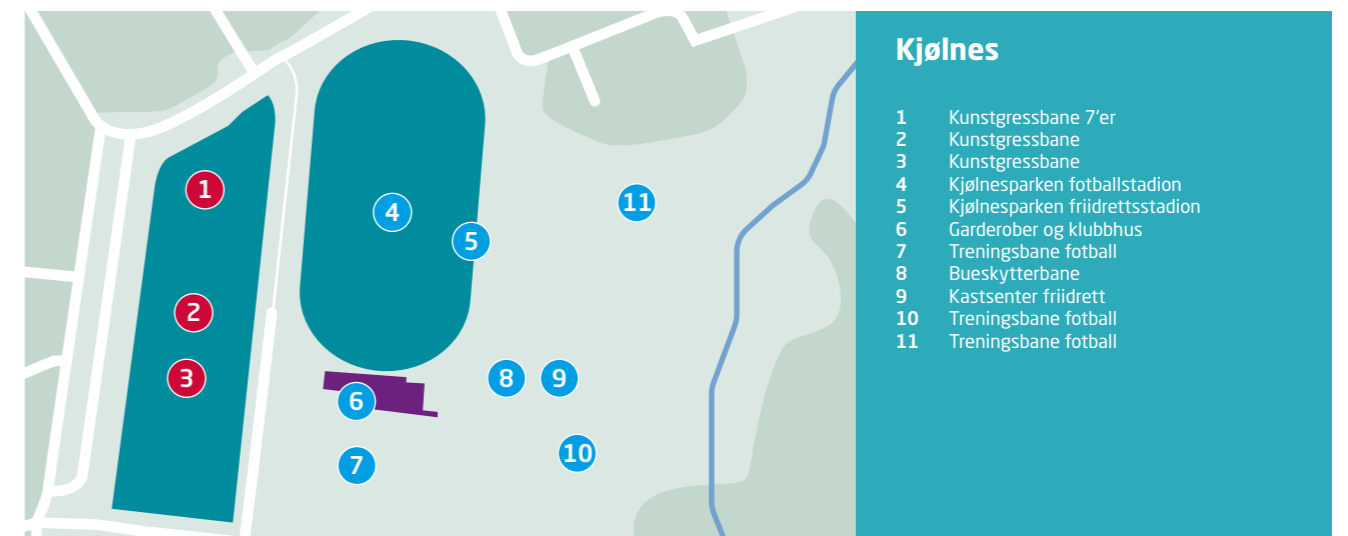 Kjølnes
1 Kunstgressbane 7'er
2 Kunstgressbane
3 Kunstgressbane
4 Kjølnesparken fotballstadion
5 Kjølnesparken friidrettsstadion
6 Garderober og klubbhus
7 Treningsbane fotball
8 Bueskytterbane
9 Kastsenter friidrett
10 Treningsbane fotball
11 Treningsbane fotball
1
11
4
5
2
3
8 9
6
10
7